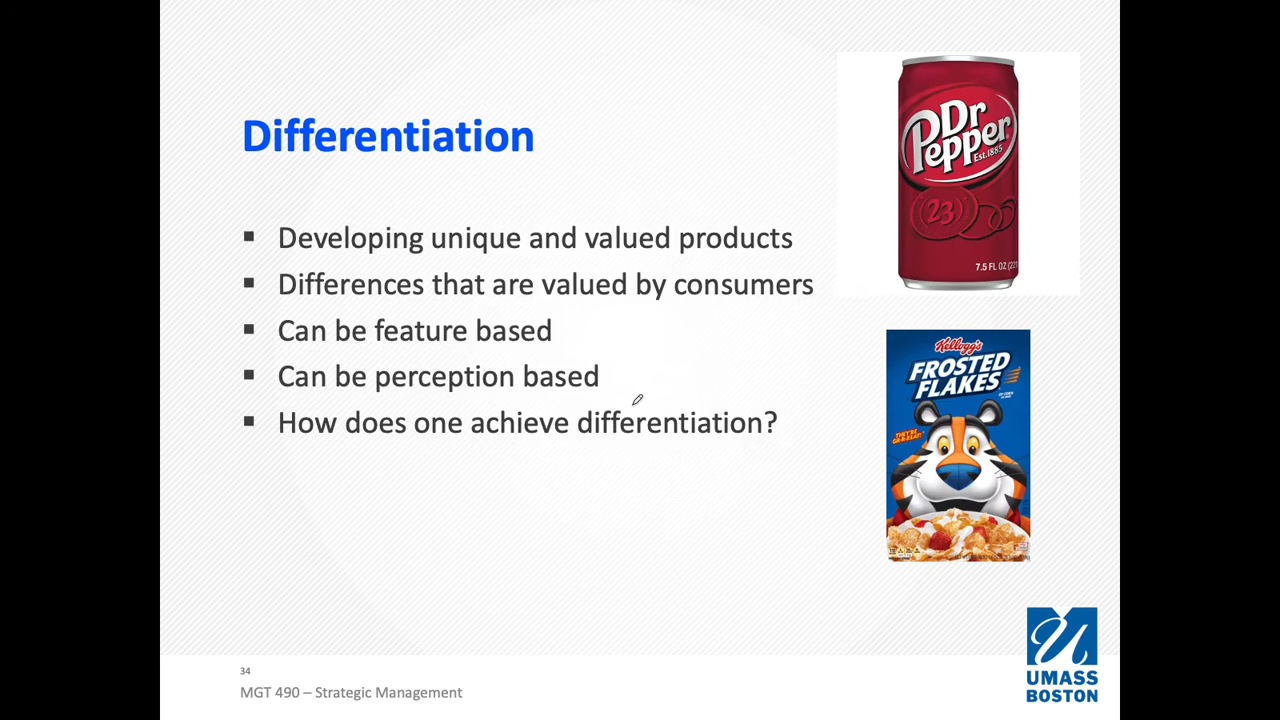 Differentiation
▪ Developing unique and valued products
▪ Differences that are valued by consumers
▪ Can be feature based
▪ Can be perception based
▪ How does one achieve differentiation?
Dr
Pepper
Est.1885
23
7.5 FL OZ
Kellogg's
FROSTED
FLAKES
THEY'RE
GR-R-REAT!
34
MGT 490 – Strategic Management
UMASS
BOSTON